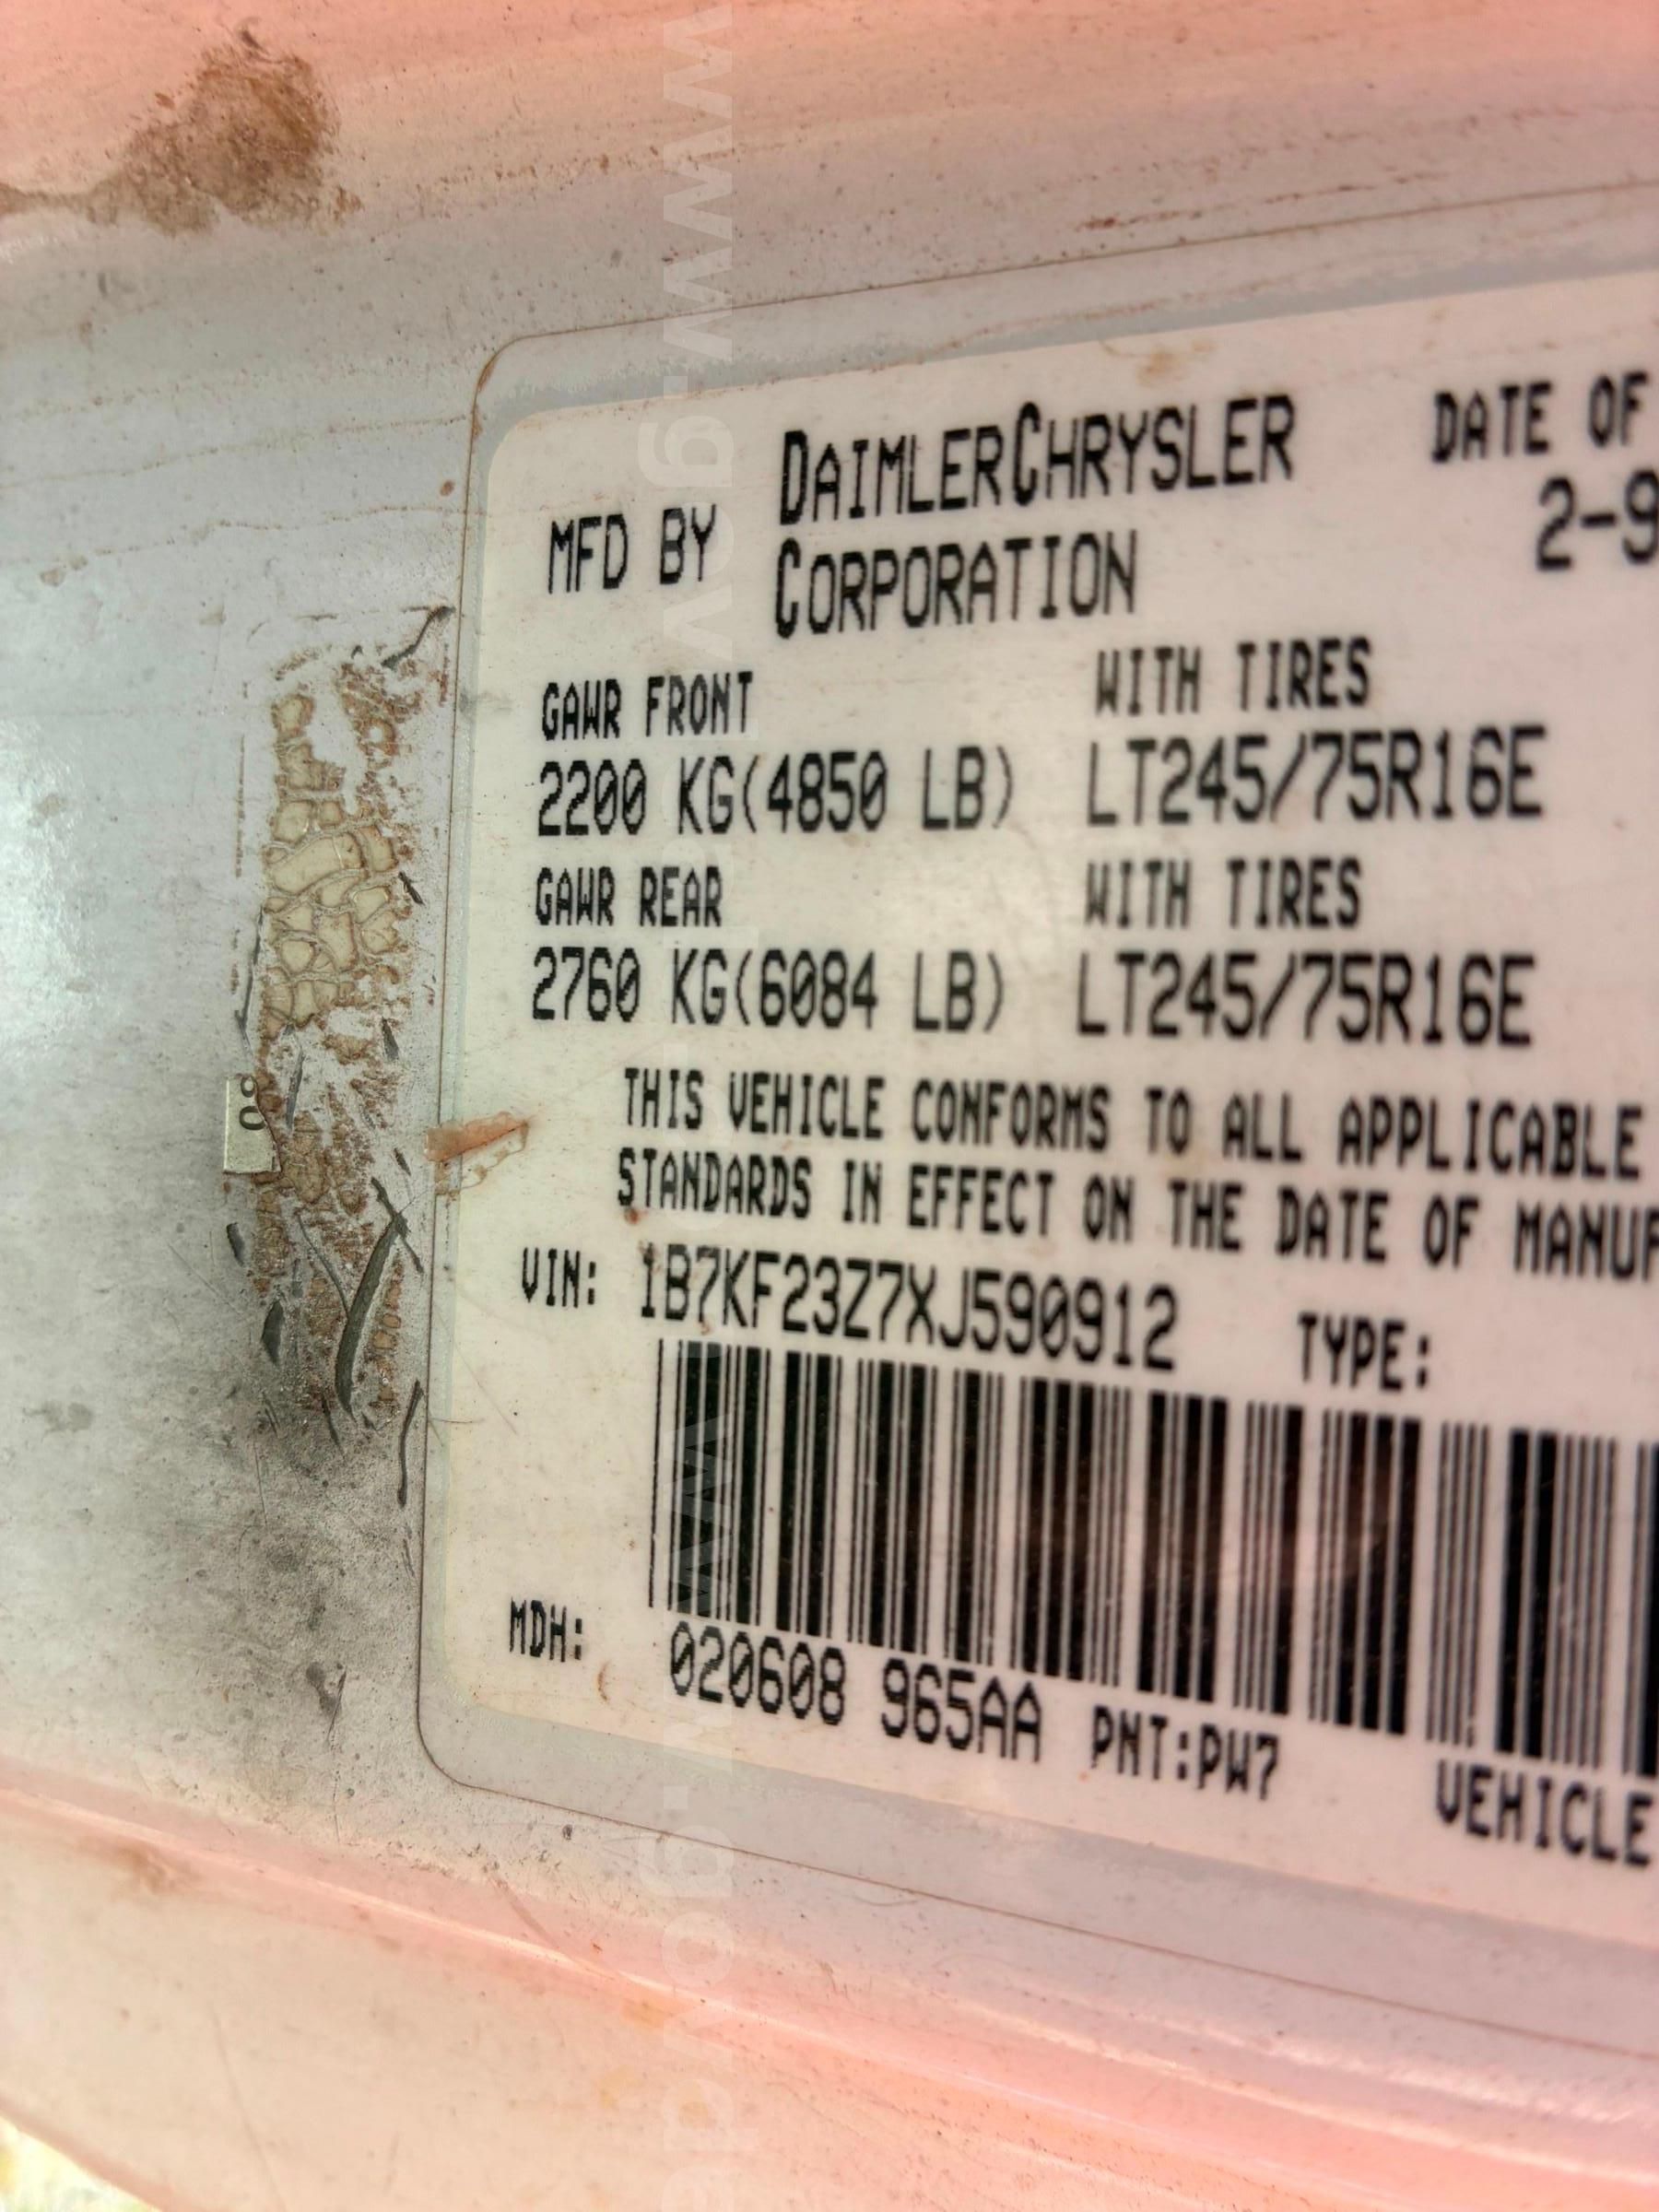 DAIMLERCHRYSLER DATE OF
MFD BY CORPORATION 2-9
GAWR FRONT WITH TIRES
2200 KG(4850 LB) LT245/75R16E
GAWR REAR WITH TIRES
2760 KG(6084 LB) LT245/75R16E
THIS VEHICLE CONFORMS TO ALL APPLICABLE
STANDARDS IN EFFECT ON THE DATE OF MANUF
VIN: 1B7KF23Z7XJ590912 TYPE:
MDH: 020608 965AA PNT:PW7
VEHICLE